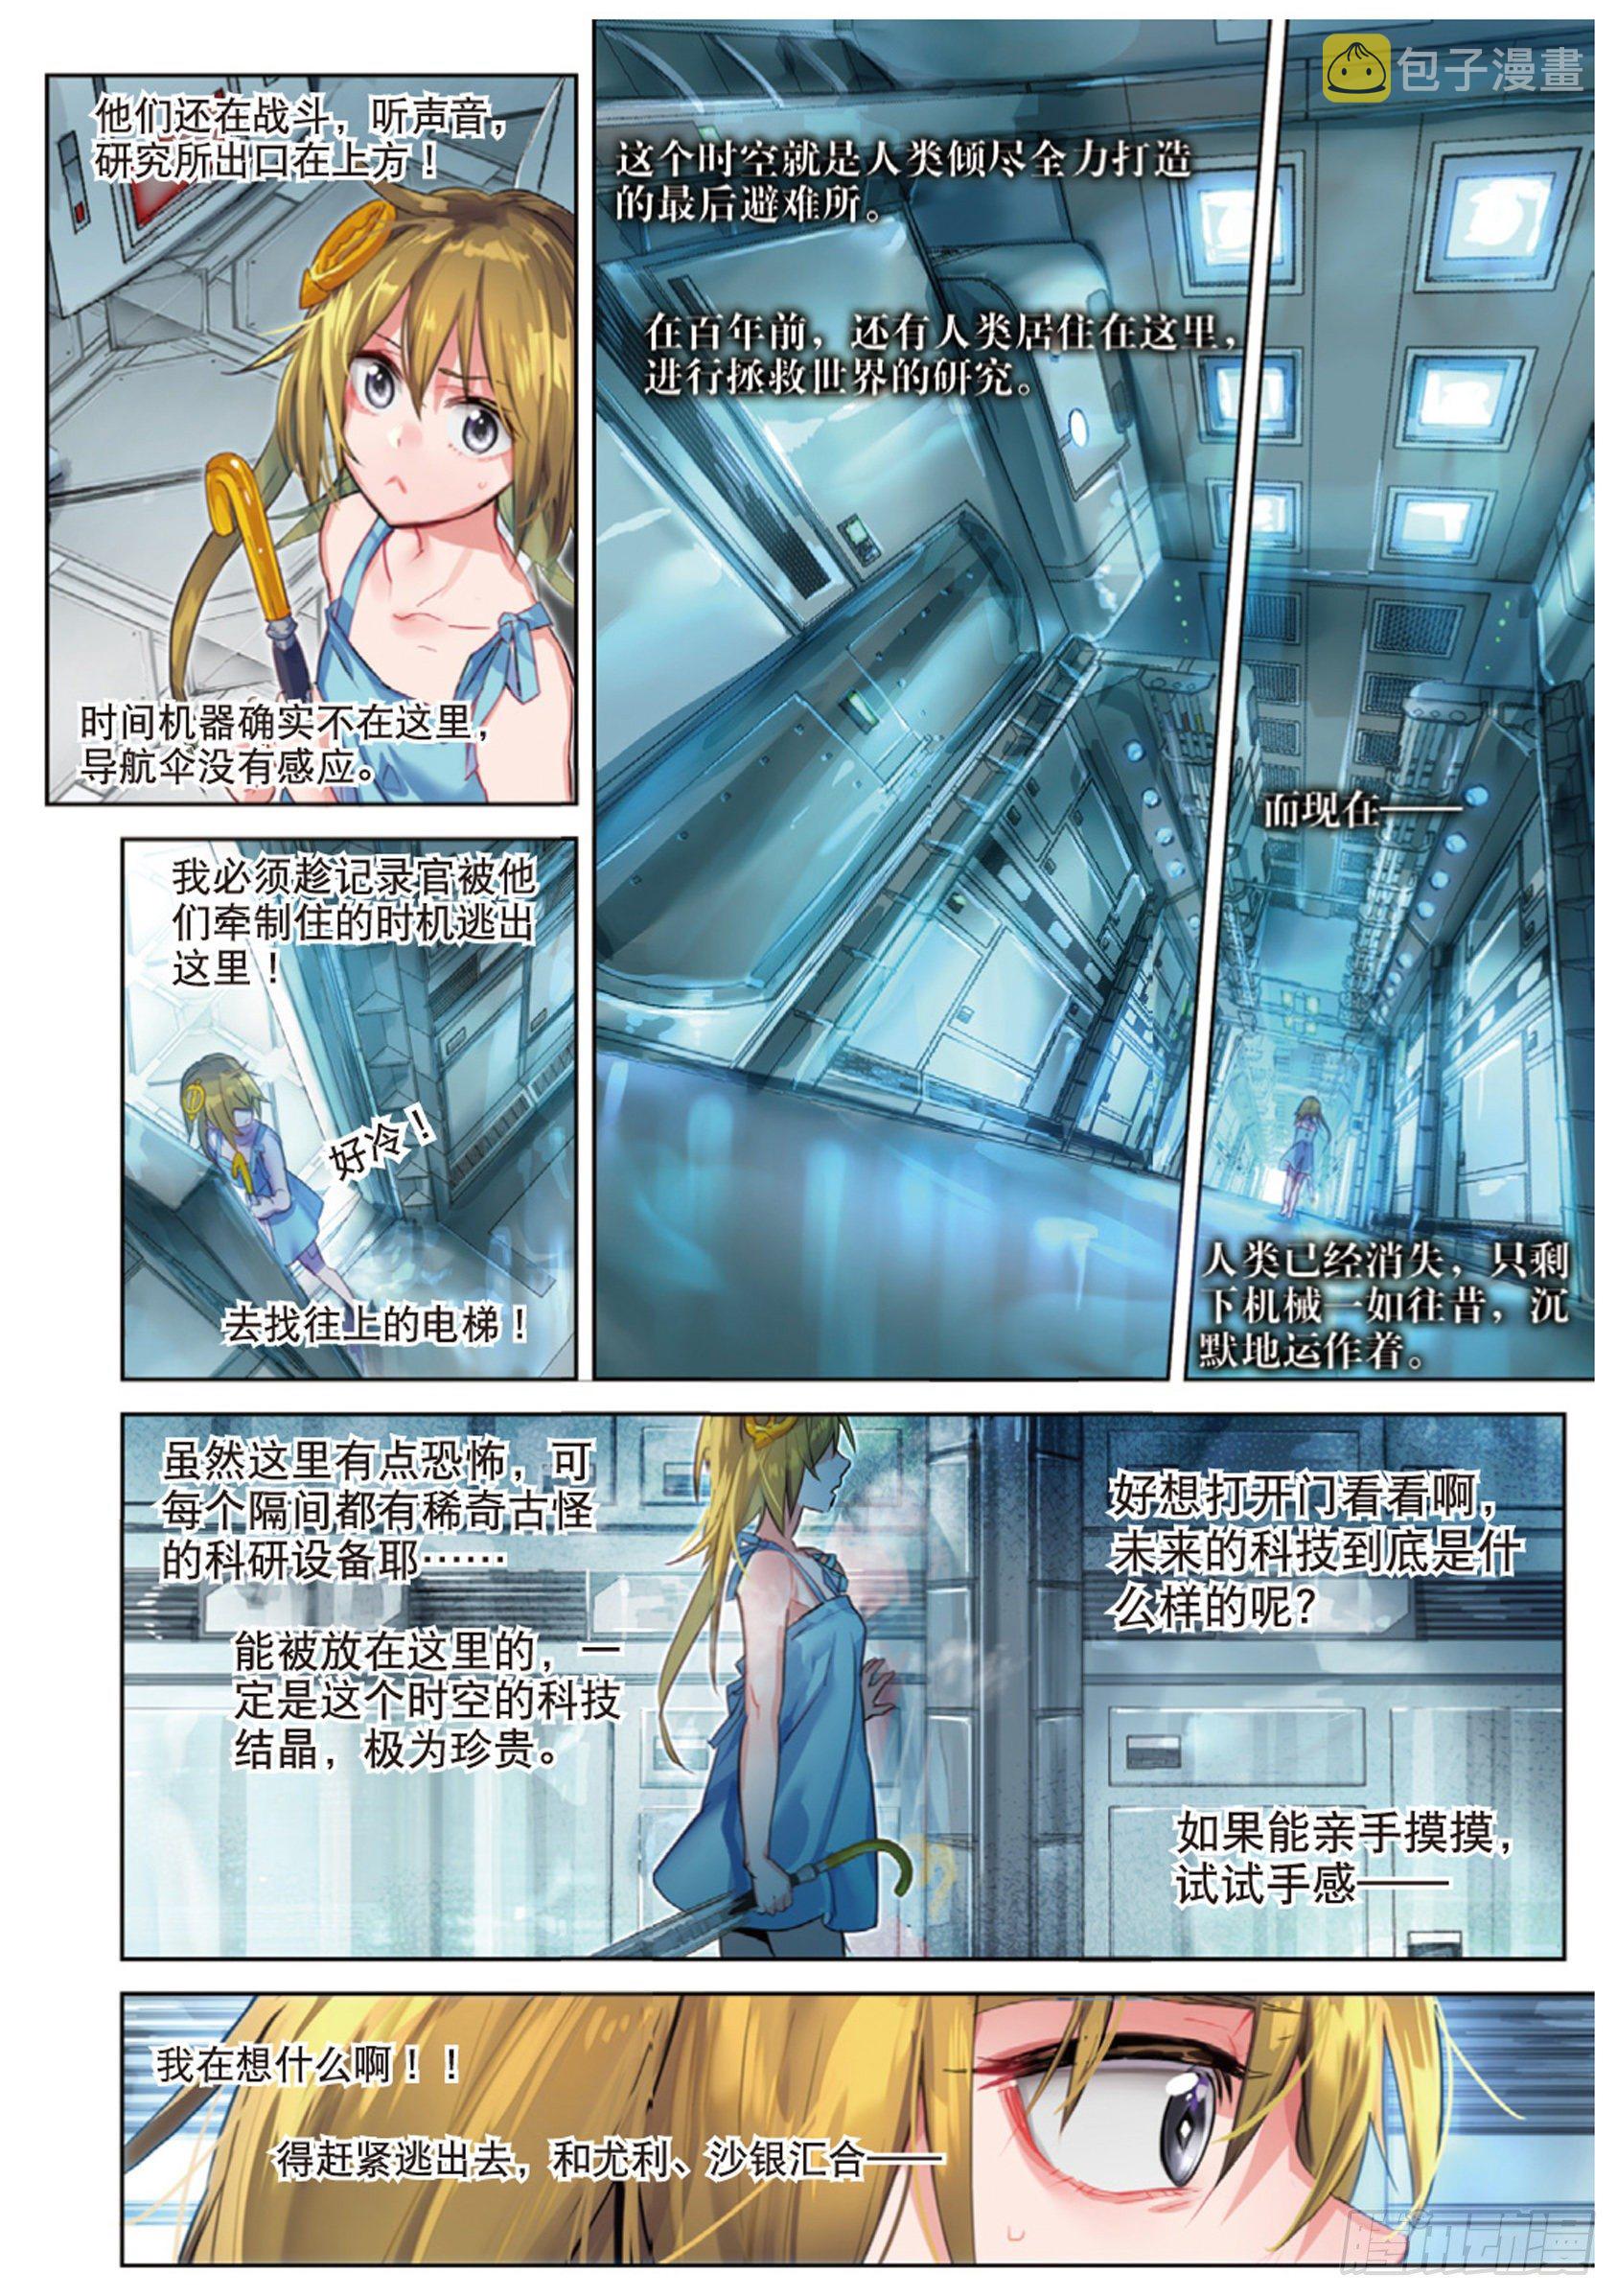 包子漫畫
他们还在战斗，听声音，
研究所出口在上方！
时间机器确实不在这里，
导航伞没有感应。
我必须趁记录官被他
们牵制住的时机逃出
这里！
好冷！
去找往上的电梯！
这个时空就是人类倾尽全力打造
的最后避难所。
在百年前，还有人类居住在这里，
进行拯救世界的研究。
而现在——
人类已经消失，只剩
下机械一如往昔，沉
默地运作着。
虽然这里有点恐怖，可
每个隔间都有稀奇古怪
的科研设备耶……
能被放在这里的，一
定是这个时空的科技
结晶，极为珍贵。
好想打开门看看啊，
未来的科技到底是什
么样的呢？
如果能亲手摸摸，
试试手感——
我在想什么啊！！
得赶紧逃出去，和尤利、沙银汇合——
腾讯动漫